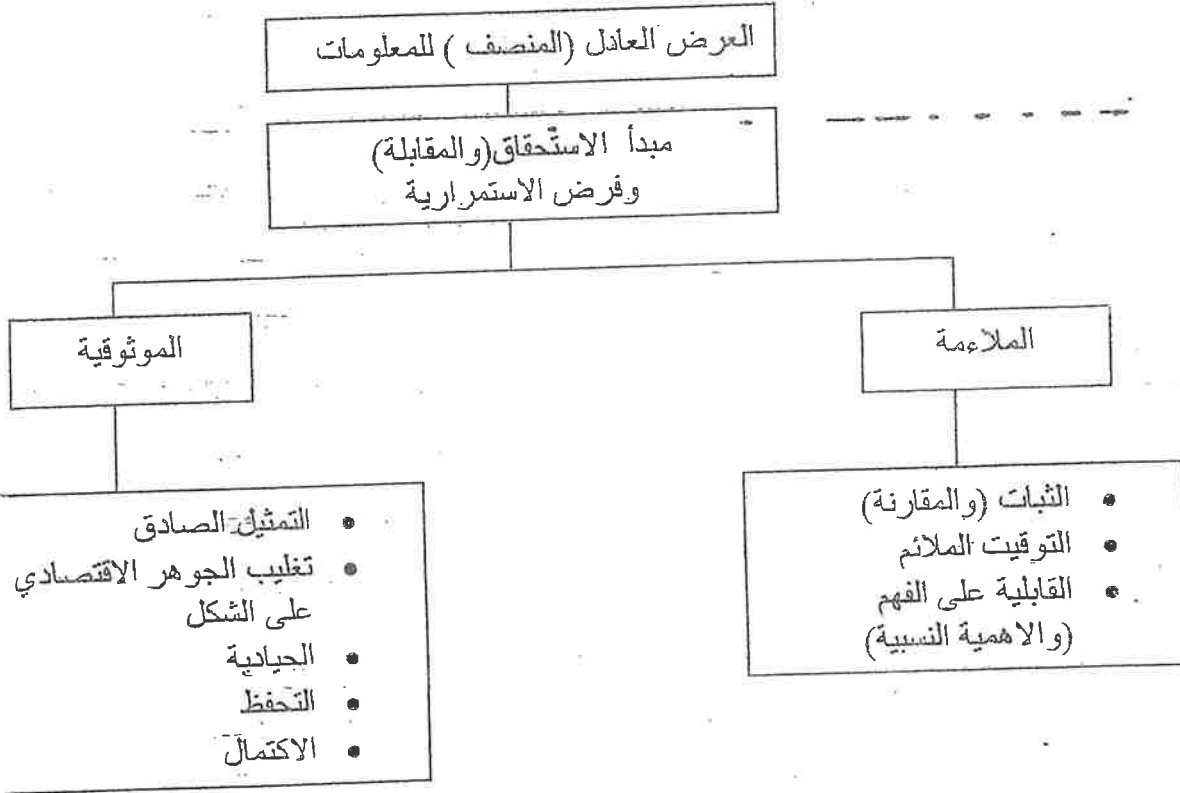 العرض العادل (المنصف) للمعلومات
مبدأ الاستحقاق(والمقابلة)
وفرض الاستمرارية
الملاءمة
الموثوقية
• الثبات (والمقارنة)
• التوقيت الملائم
• القابلية على الفهم
(والاهمية النسبية)
• التمثيل الصادق
• تغليب الجوهر الاقتصادي
على الشكل
• الحيادية
• التحفظ
• الاكتمال